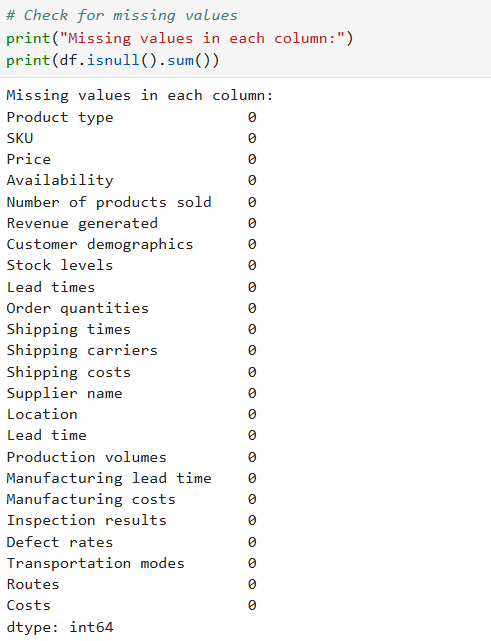 # Check for missing values
print("Missing values in each column:")
print(df.isnull().sum())
Missing values in each column:
Product type               0
SKU                        0
Price                      0
Availability               0
Number of products sold    0
Revenue generated          0
Customer demographics      0
Stock levels               0
Lead times                 0
Order quantities           0
Shipping times             0
Shipping carriers          0
Shipping costs             0
Supplier name              0
Location                   0
Lead time                  0
Production volumes         0
Manufacturing lead time    0
Manufacturing costs        0
Inspection results         0
Defect rates               0
Transportation modes       0
Routes                     0
Costs                      0
dtype: int64